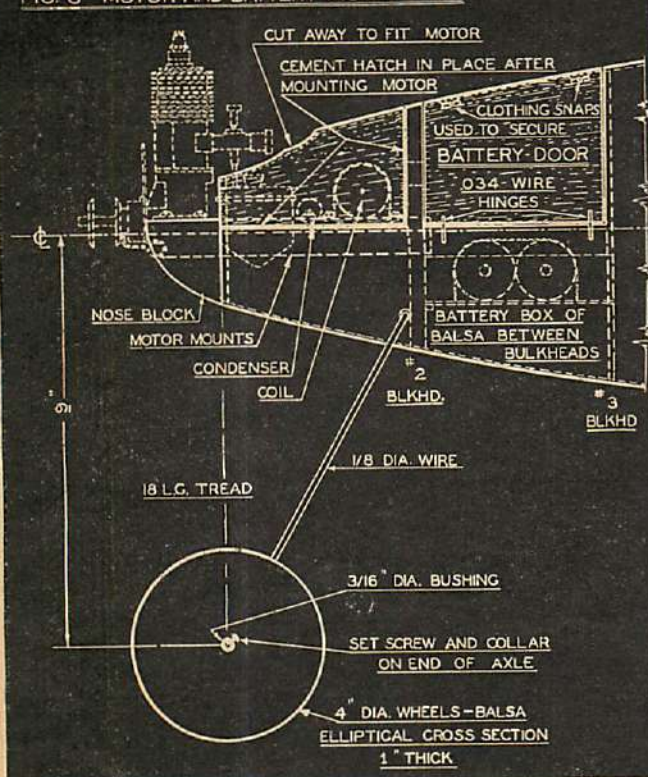 MOTOR AND
CUT AWAY TO FIT MOTOR
CEMENT HATCH IN PLACE AFTER
MOUNTING MOTOR
CLOTHING SNAPS
USED TO SECURE
BATTERY-DOOR
.034-WIRE
HINGES
℄
NOSE BLOCK
MOTOR MOUNTS
CONDENSER
COIL
BATTERY BOX OF
BALSA BETWEEN
BULKHEADS
#2
BLKHD.
#3
BLKHD
9"
1/8 DIA. WIRE
18 L.G. TREAD
3/16" DIA. BUSHING
SET SCREW AND COLLAR
ON END OF AXLE
4" DIA. WHEELS-BALSA
ELLIPTICAL CROSS SECTION
1" THICK